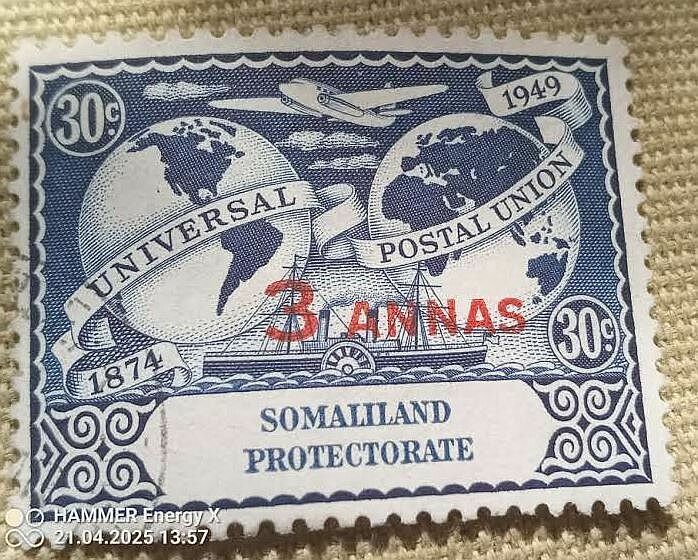 30c
1949
UNIVERSAL
POSTAL UNION
3 ANNAS
30c
1874
SOMALILAND
PROTECTORATE
HAMMER Energy X
21.04.2025 13:57